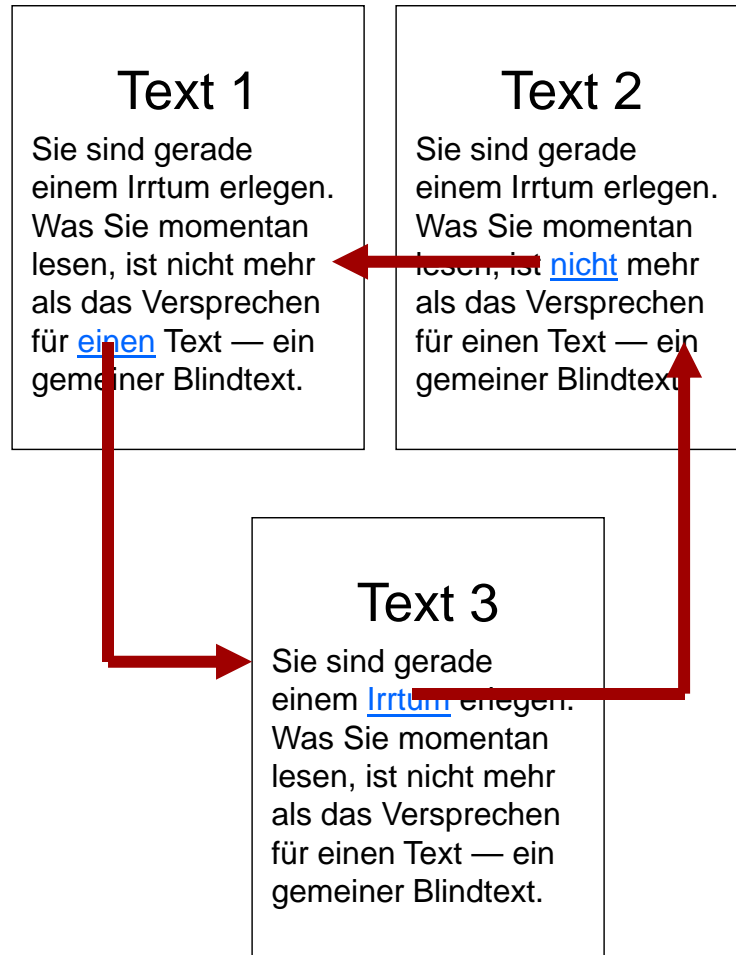 Text 1
Sie sind gerade
einem Irrtum erlegen.
Was Sie momentan
lesen, ist nicht mehr
als das Versprechen
für einen Text — ein
gemeiner Blindtext.
Text 2
Sie sind gerade
einem Irrtum erlegen.
Was Sie momentan
lesen, ist nicht mehr
als das Versprechen
für einen Text — ein
gemeiner Blindtext.
Text 3
Sie sind gerade
einem Irrtum erlegen.
Was Sie momentan
lesen, ist nicht mehr
als das Versprechen
für einen Text — ein
gemeiner Blindtext.